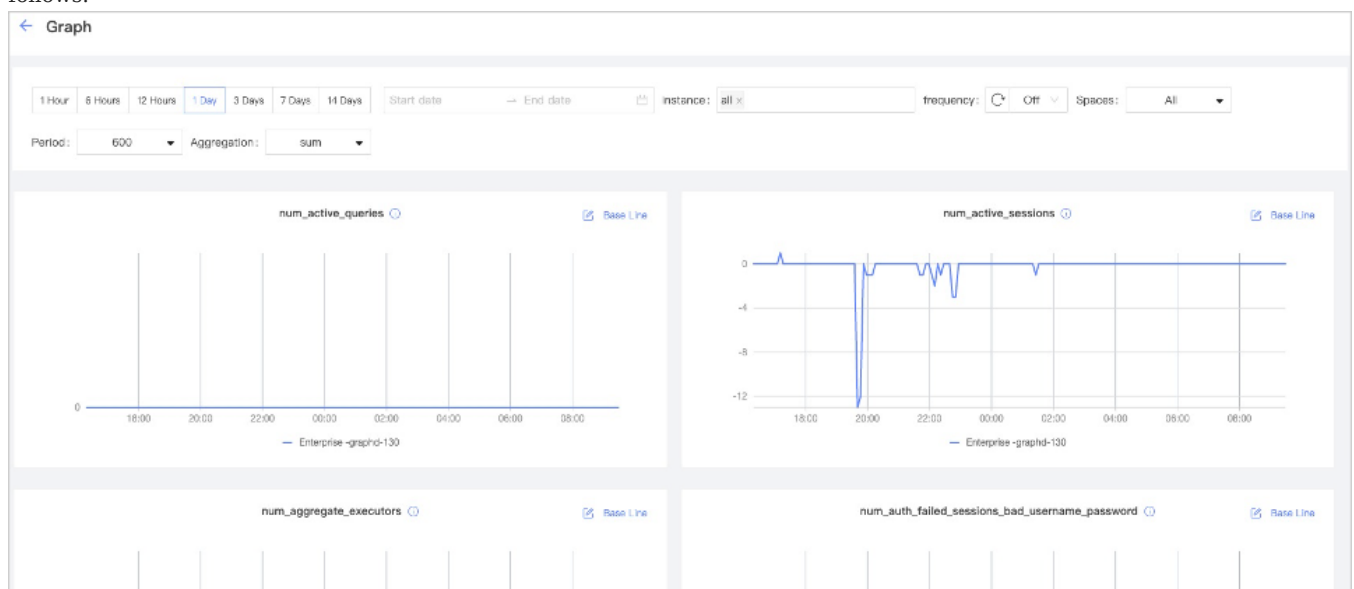 follows:
Graph
1 Hour 6 Hours 12 Hours 1 Day 3 Days 7 Days 14 Days Start date → End date Instance: all × frequency: Off Spaces: All
Period: 600 Aggregation: sum
num_active_queries Base Line
0
18:00 20:00 22:00 00:00 02:00 04:00 06:00 08:00
Enterprise -graphd-130
num_active_sessions Base Line
0
-4
-8
-12
18:00 20:00 22:00 00:00 02:00 04:00 06:00 08:00
Enterprise -graphd-130
num_aggregate_executors Base Line
num_auth_failed_sessions_bad_username_password Base Line